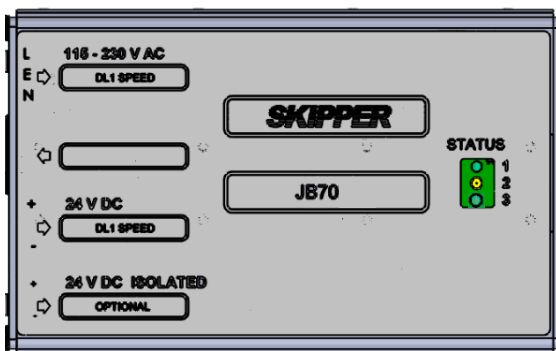 L 115 - 230 V AC
E DL1 SPEED
N
SKIPPER
STATUS
1
JB70
2
3
+ 24 V DC
DL1 SPEED
-
+ 24 V DC ISOLATED
OPTIONAL
-